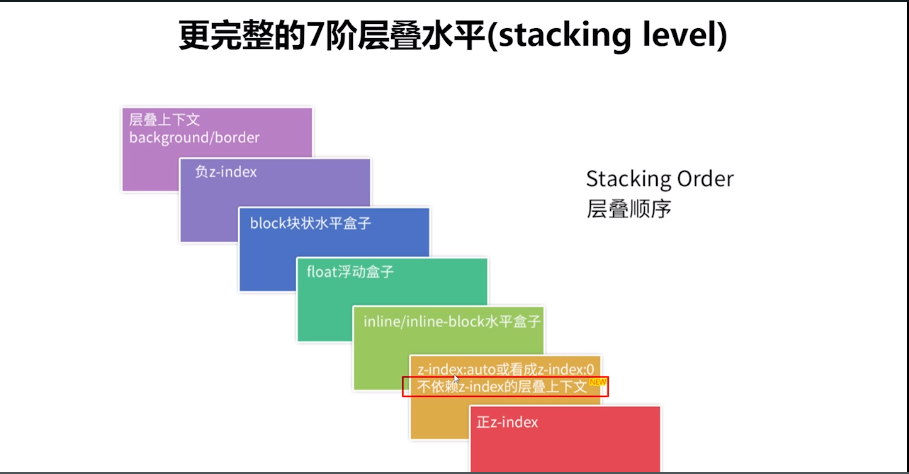 更完整的7阶层叠水平(stacking level)
层叠上下文
background/border
负z-index
block块状水平盒子
float浮动盒子
inline/inline-block水平盒子
z-index:auto或看成z-index:0
不依赖z-index的层叠上下文 NEW
正z-index
Stacking Order
层叠顺序